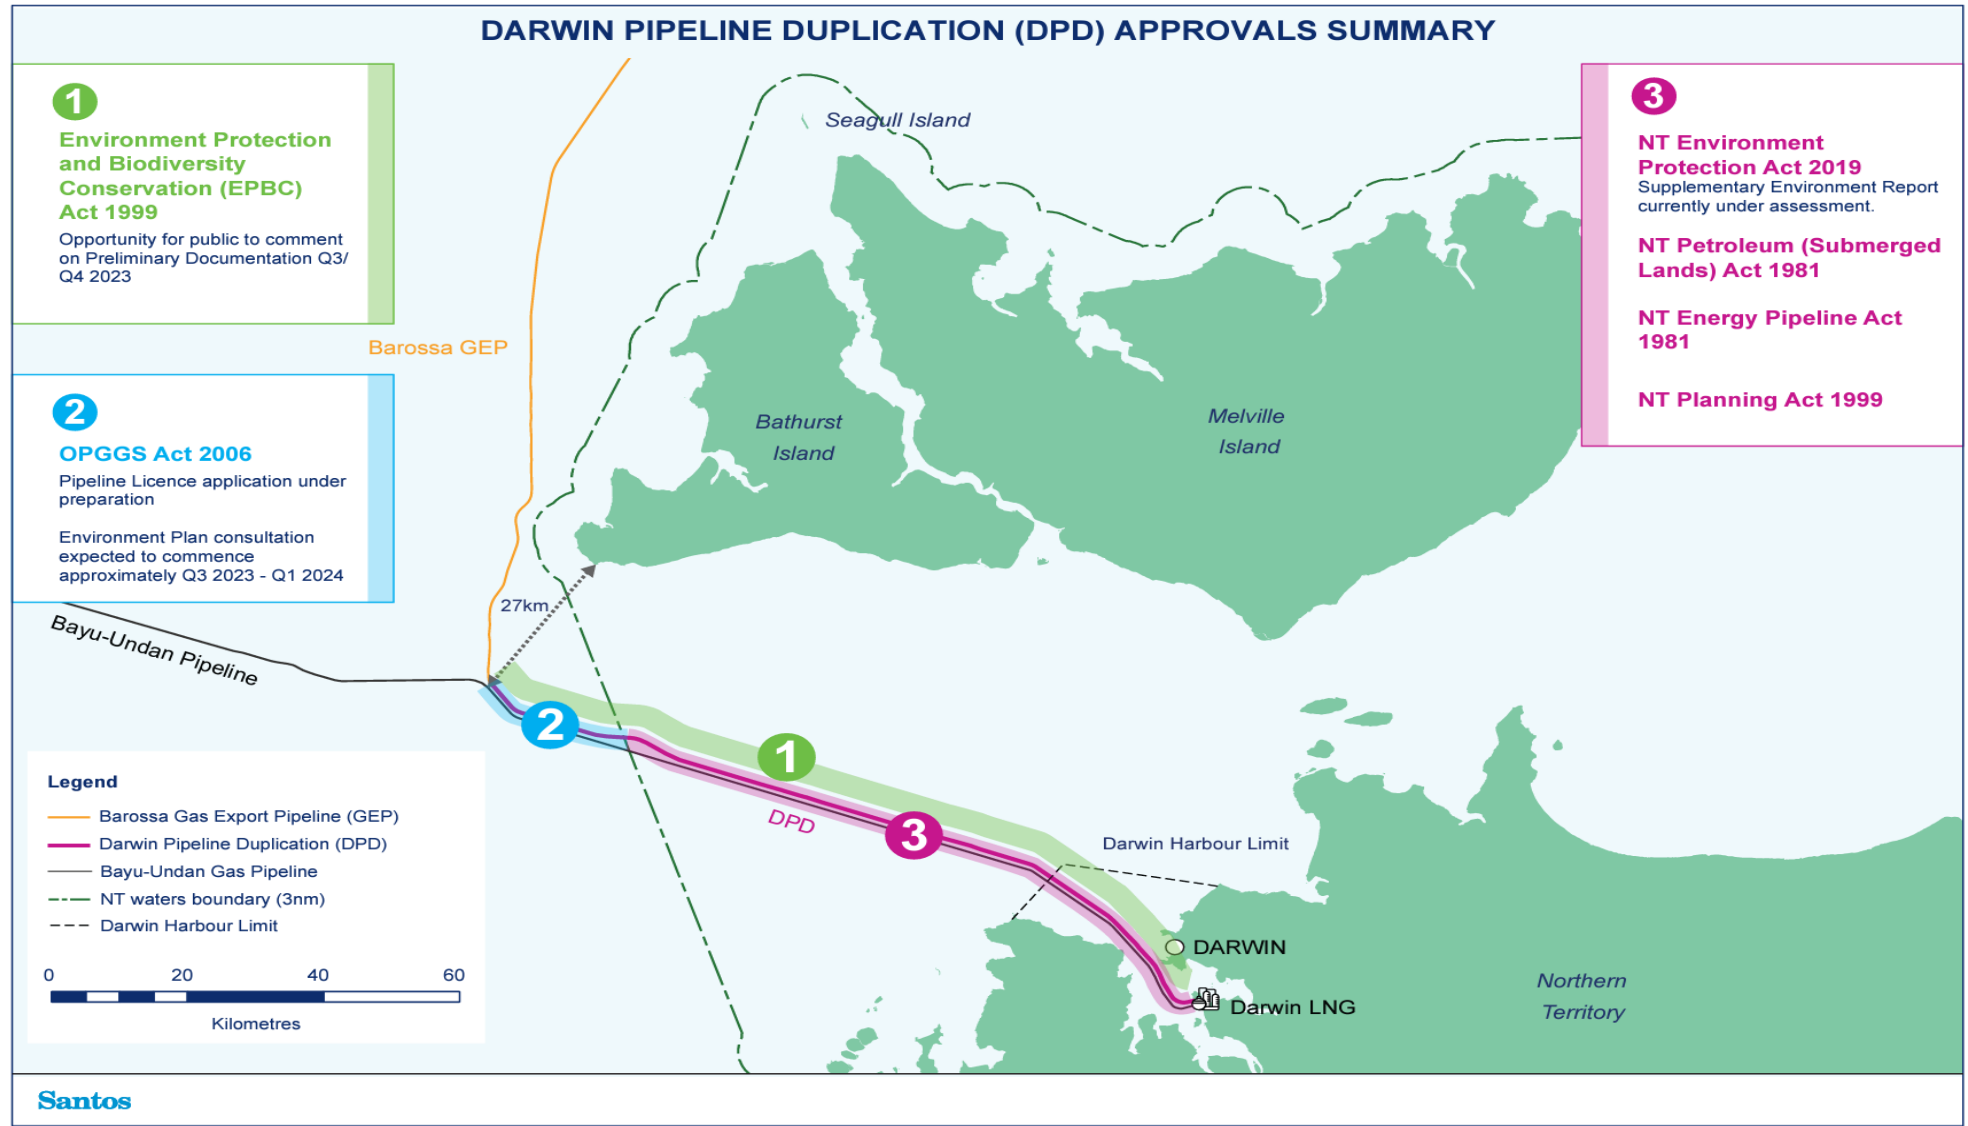 DARWIN PIPELINE DUPLICATION (DPD) APPROVALS SUMMARY
1
Environment Protection
and Biodiversity
Conservation (EPBC)
Act 1999
Opportunity for public to comment
on Preliminary Documentation Q3/
Q4 2023
2
OPGGS Act 2006
Pipeline Licence application under
preparation
Environment Plan consultation
expected to commence
approximately Q3 2023 - Q1 2024
3
NT Environment
Protection Act 2019
Supplementary Environment Report
currently under assessment.
NT Petroleum (Submerged
Lands) Act 1981
NT Energy Pipeline Act
1981
NT Planning Act 1999
Seagull Island
Barossa GEP
Bathurst
Island
Melville
Island
27km
Bayu-Undan Pipeline
2
1
DPD
3
Darwin Harbour Limit
DARWIN
Darwin LNG
Northern
Territory
Legend
Barossa Gas Export Pipeline (GEP)
Darwin Pipeline Duplication (DPD)
Bayu-Undan Gas Pipeline
NT waters boundary (3nm)
Darwin Harbour Limit
0 20 40 60
Kilometres
Santos